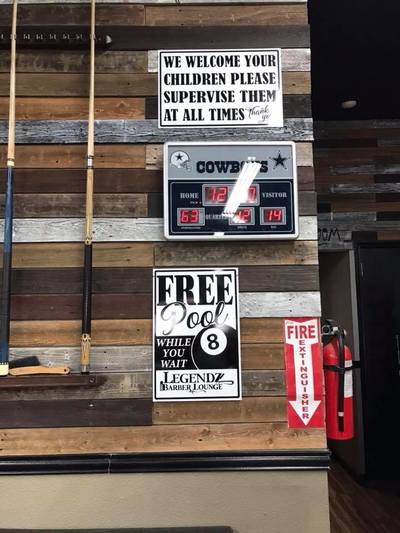 WE WELCOME YOUR
CHILDREN PLEASE
SUPERVISE THEM
AT ALL TIMES thank yo
COWBOYS
HOME VISITOR
63 12 14
FREE
Pool
8
WHILE
YOU
WAIT
LEGENDZ
BARBER LOUNGE
FIRE
EXTINGUISHER